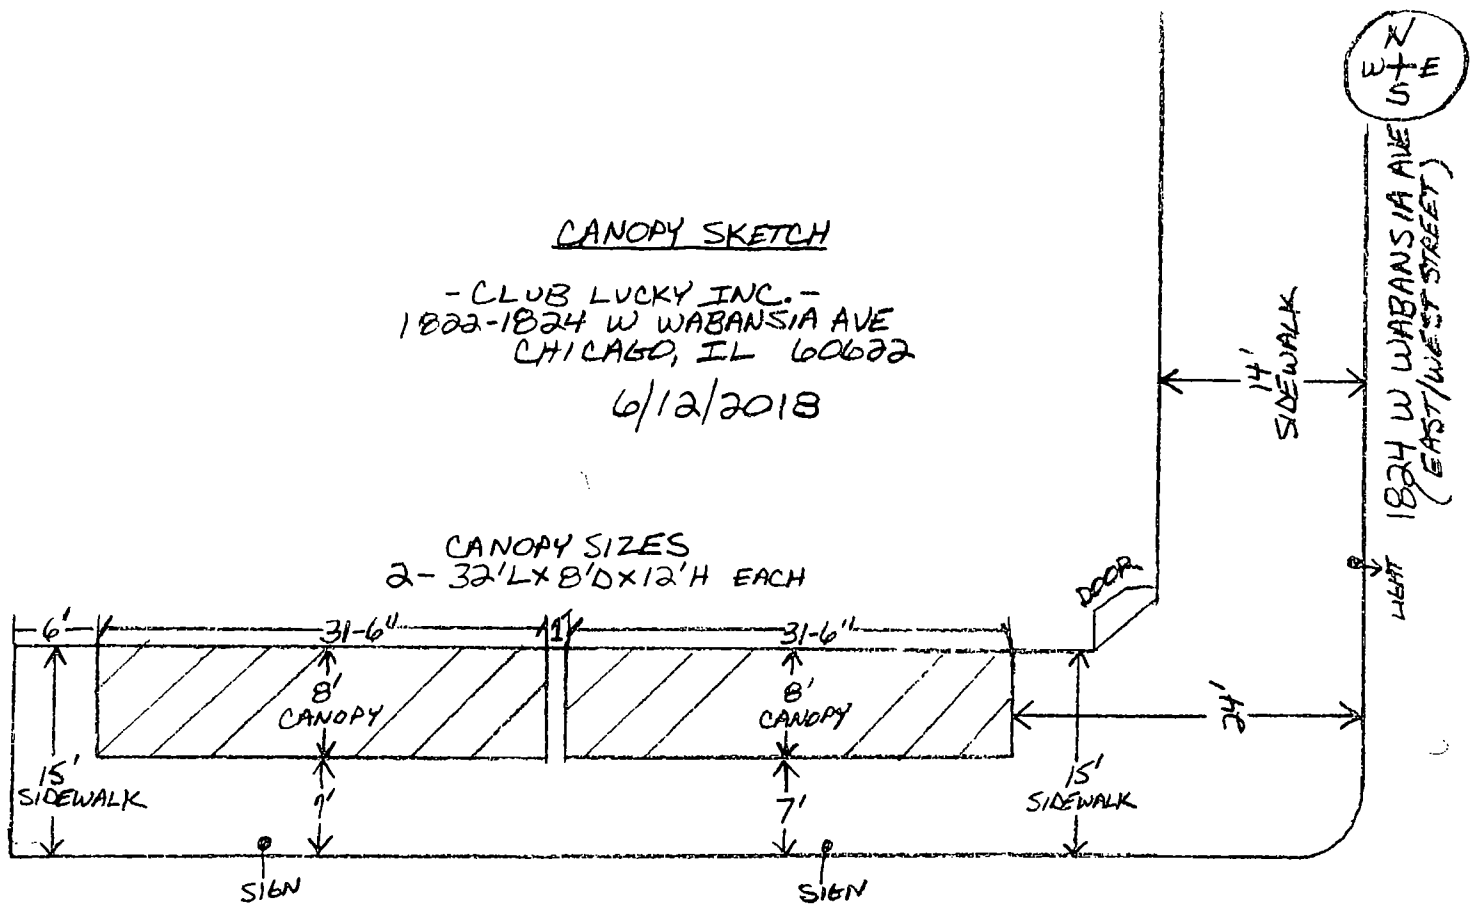 N
W E
S
CANOPY SKETCH
- CLUB LUCKY INC. -
1822-1824 W WABANSIA AVE
CHICAGO, IL 60622
6/12/2018
14'
SIDEWALK
1824 W WABANSIA AVE
(EAST/WEST STREET)
CANOPY SIZES
2- 32'L X 8'D X 12'H EACH
DOOR
LIGHT
6'
31-6"
1'
31-6"
8'
CANOPY
8'
CANOPY
24'
15'
SIDEWALK
7'
7'
15'
SIDEWALK
SIGN
SIGN